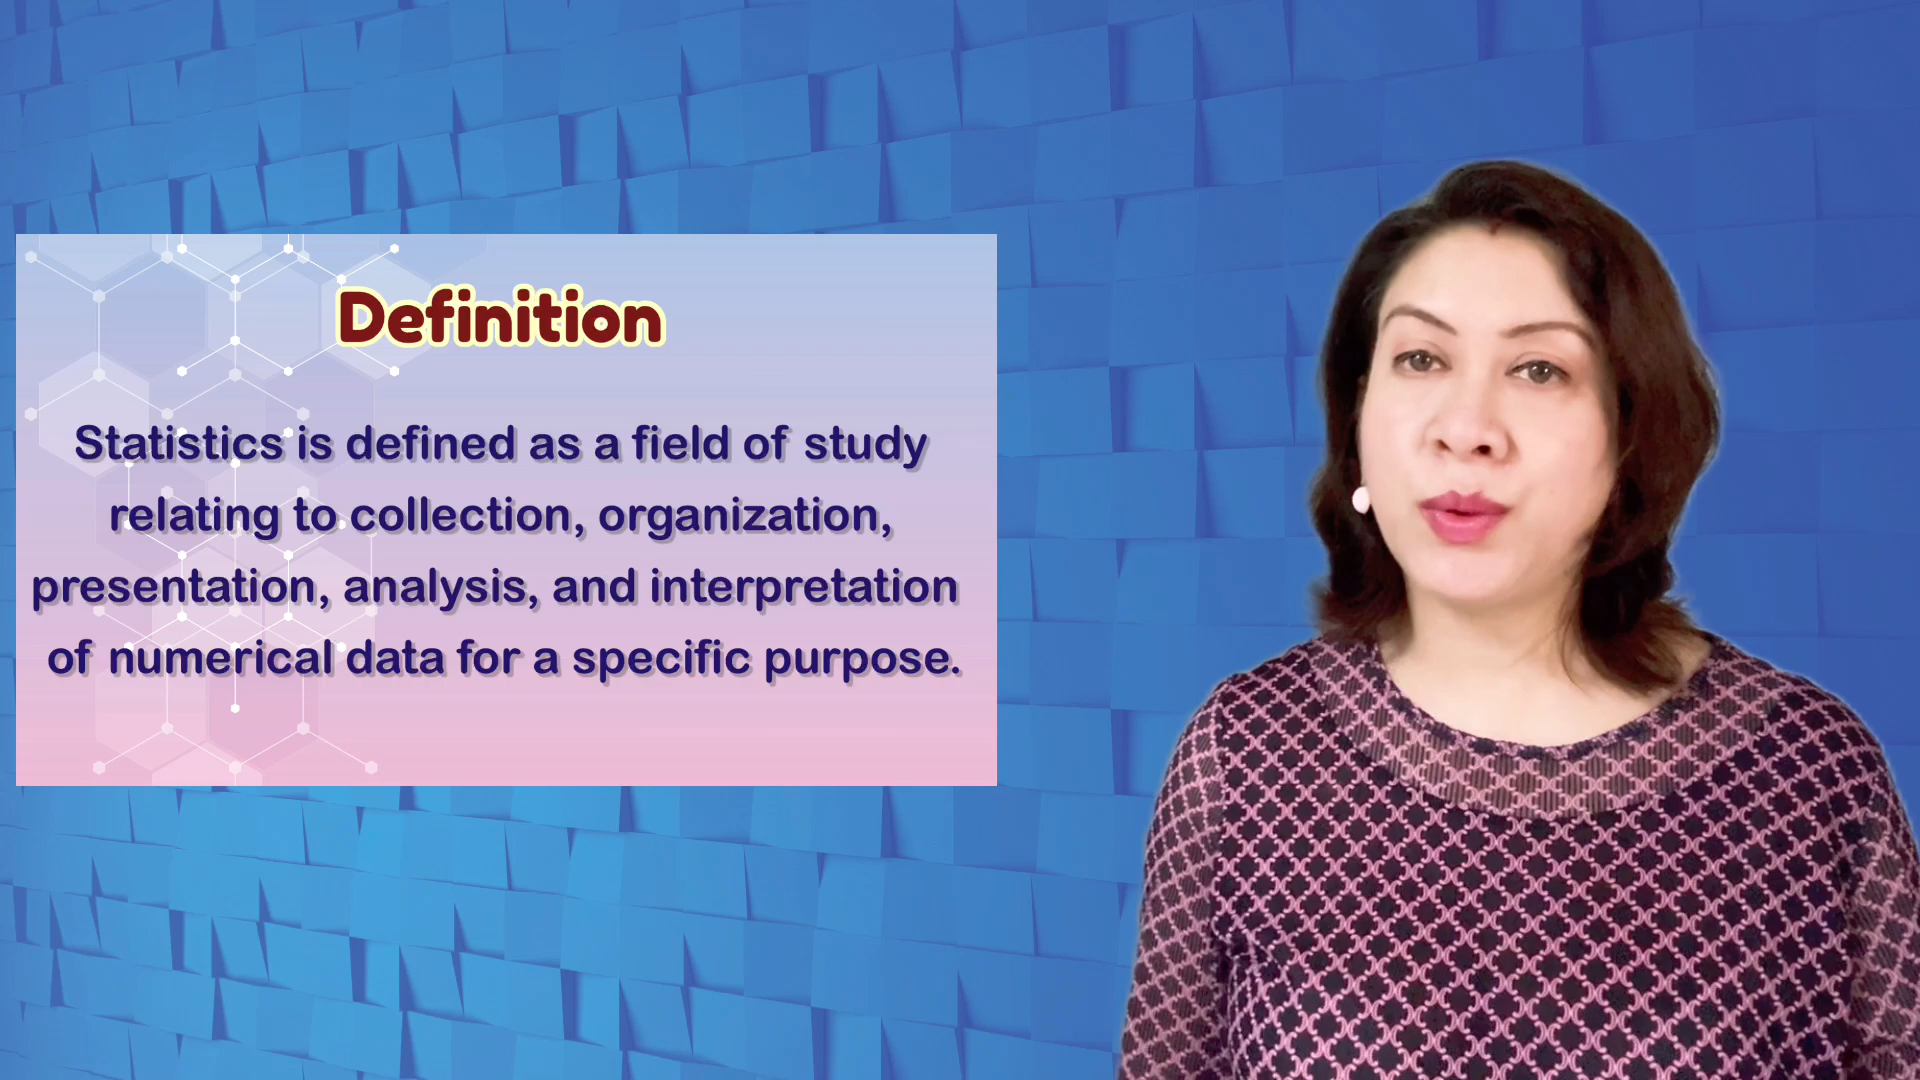 Definition
Statistics is defined as a field of study
relating to collection, organization,
presentation, analysis, and interpretation
of numerical data for a specific purpose.